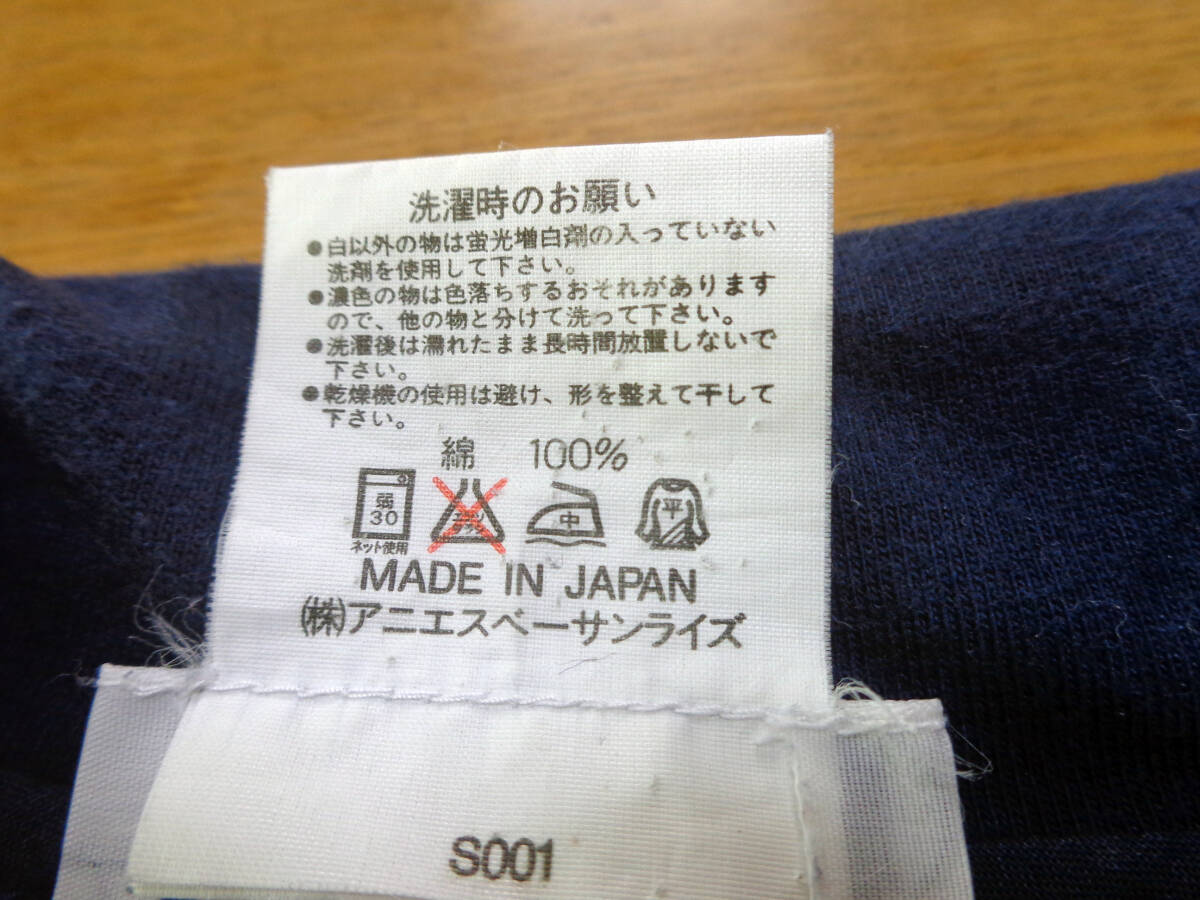 洗濯時のお願い
●白以外の物は蛍光増白剤の入っていない
洗剤を使用して下さい。
●濃色の物は色落ちするおそれがあります
ので、他の物と分けて洗って下さい。
●洗濯後は濡れたまま長時間放置しないで
下さい。
●乾燥機の使用は避け、形を整えて干して
下さい。
綿 100%
弱
30
中
平
ネット使用
MADE IN JAPAN
(株)アニエスベーサンライズ
S001